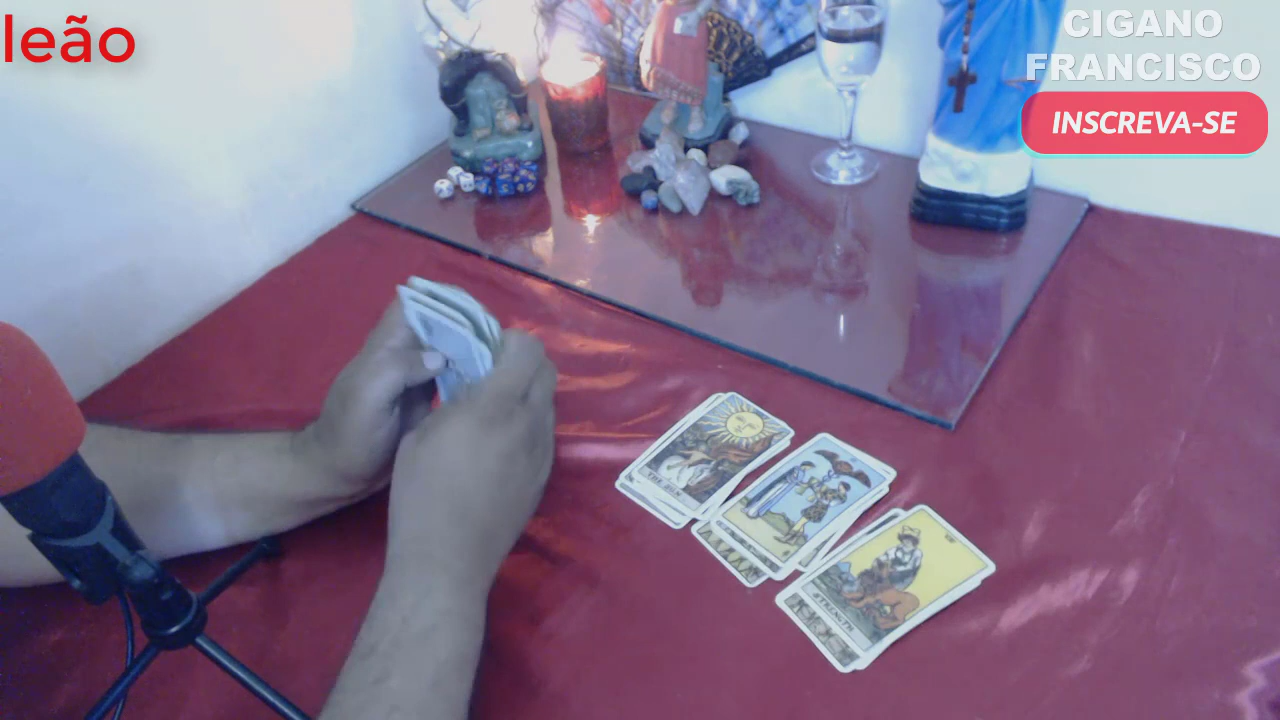 leão
CIGANO
FRANCISCO
INSCREVA-SE
THE SUN
STRENGTH